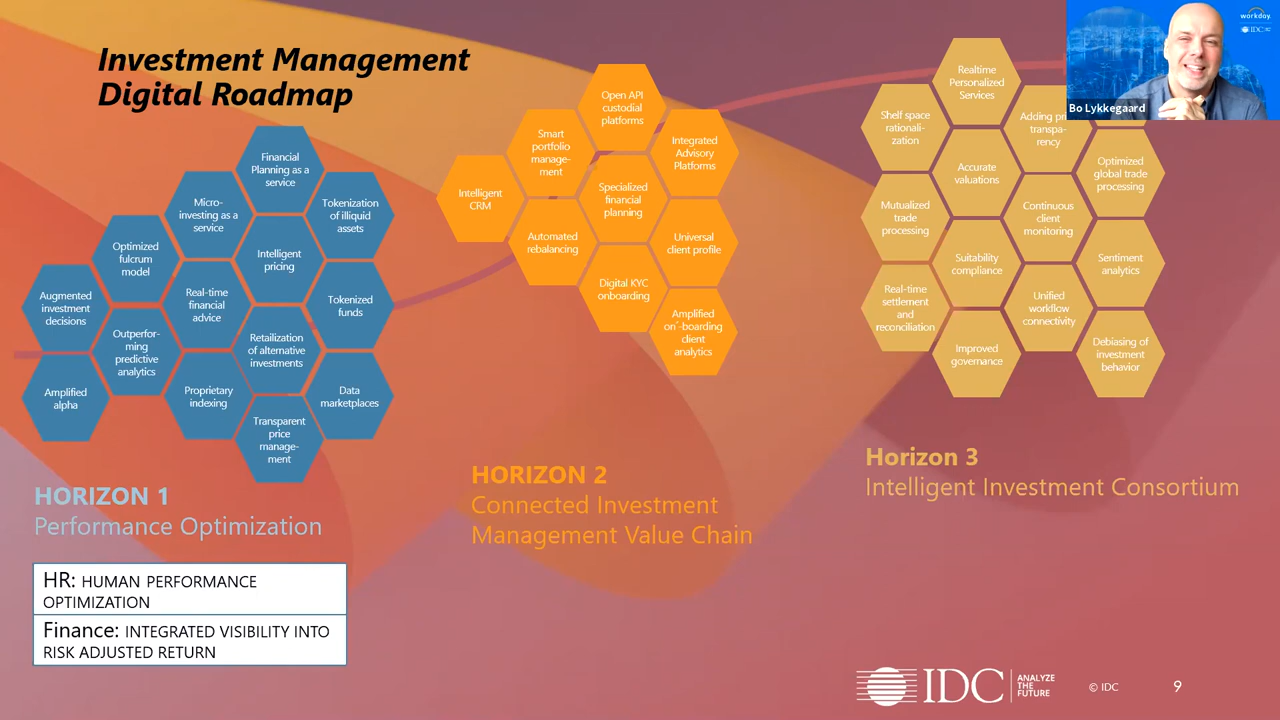 Investment Management
Digital Roadmap
Financial
Planning as a
service
Micro-
investing as a
service
Tokenization
of illiquid
assets
Optimized
fulcrum
model
Intelligent
pricing
Augmented
investment
decisions
Real-time
financial
advice
Tokenized
funds
Outperfor-
ming
predictive
analytics
Retailization
of alternative
investments
Amplified
alpha
Proprietary
indexing
Data
marketplaces
Transparent
price
manage-
ment
HORIZON 1
Performance Optimization
HR: HUMAN PERFORMANCE
OPTIMIZATION
Finance: INTEGRATED VISIBILITY INTO
RISK ADJUSTED RETURN
Open API
custodial
platforms
Smart
portfolio
manage-
ment
Integrated
Advisory
Platforms
Intelligent
CRM
Specialized
financial
planning
Automated
rebalancing
Universal
client profile
Digital KYC
onboarding
Amplified
on-boarding
client
analytics
HORIZON 2
Connected Investment
Management Value Chain
Realtime
Personalized
Services
Shelf space
rationali-
zation
Adding
transpa-
rency
Accurate
valuations
Optimized
global trade
processing
Mutualized
trade
processing
Continuous
client
monitoring
Suitability
compliance
Sentiment
analytics
Real-time
settlement
and
reconciliation
Unified
workflow
connectivity
Improved
governance
Debiasing of
investment
behavior
Horizon 3
Intelligent Investment Consortium
workday.
IDC
Bo Lykkegaard
IDC
ANALYZE
THE
FUTURE
© IDC
9